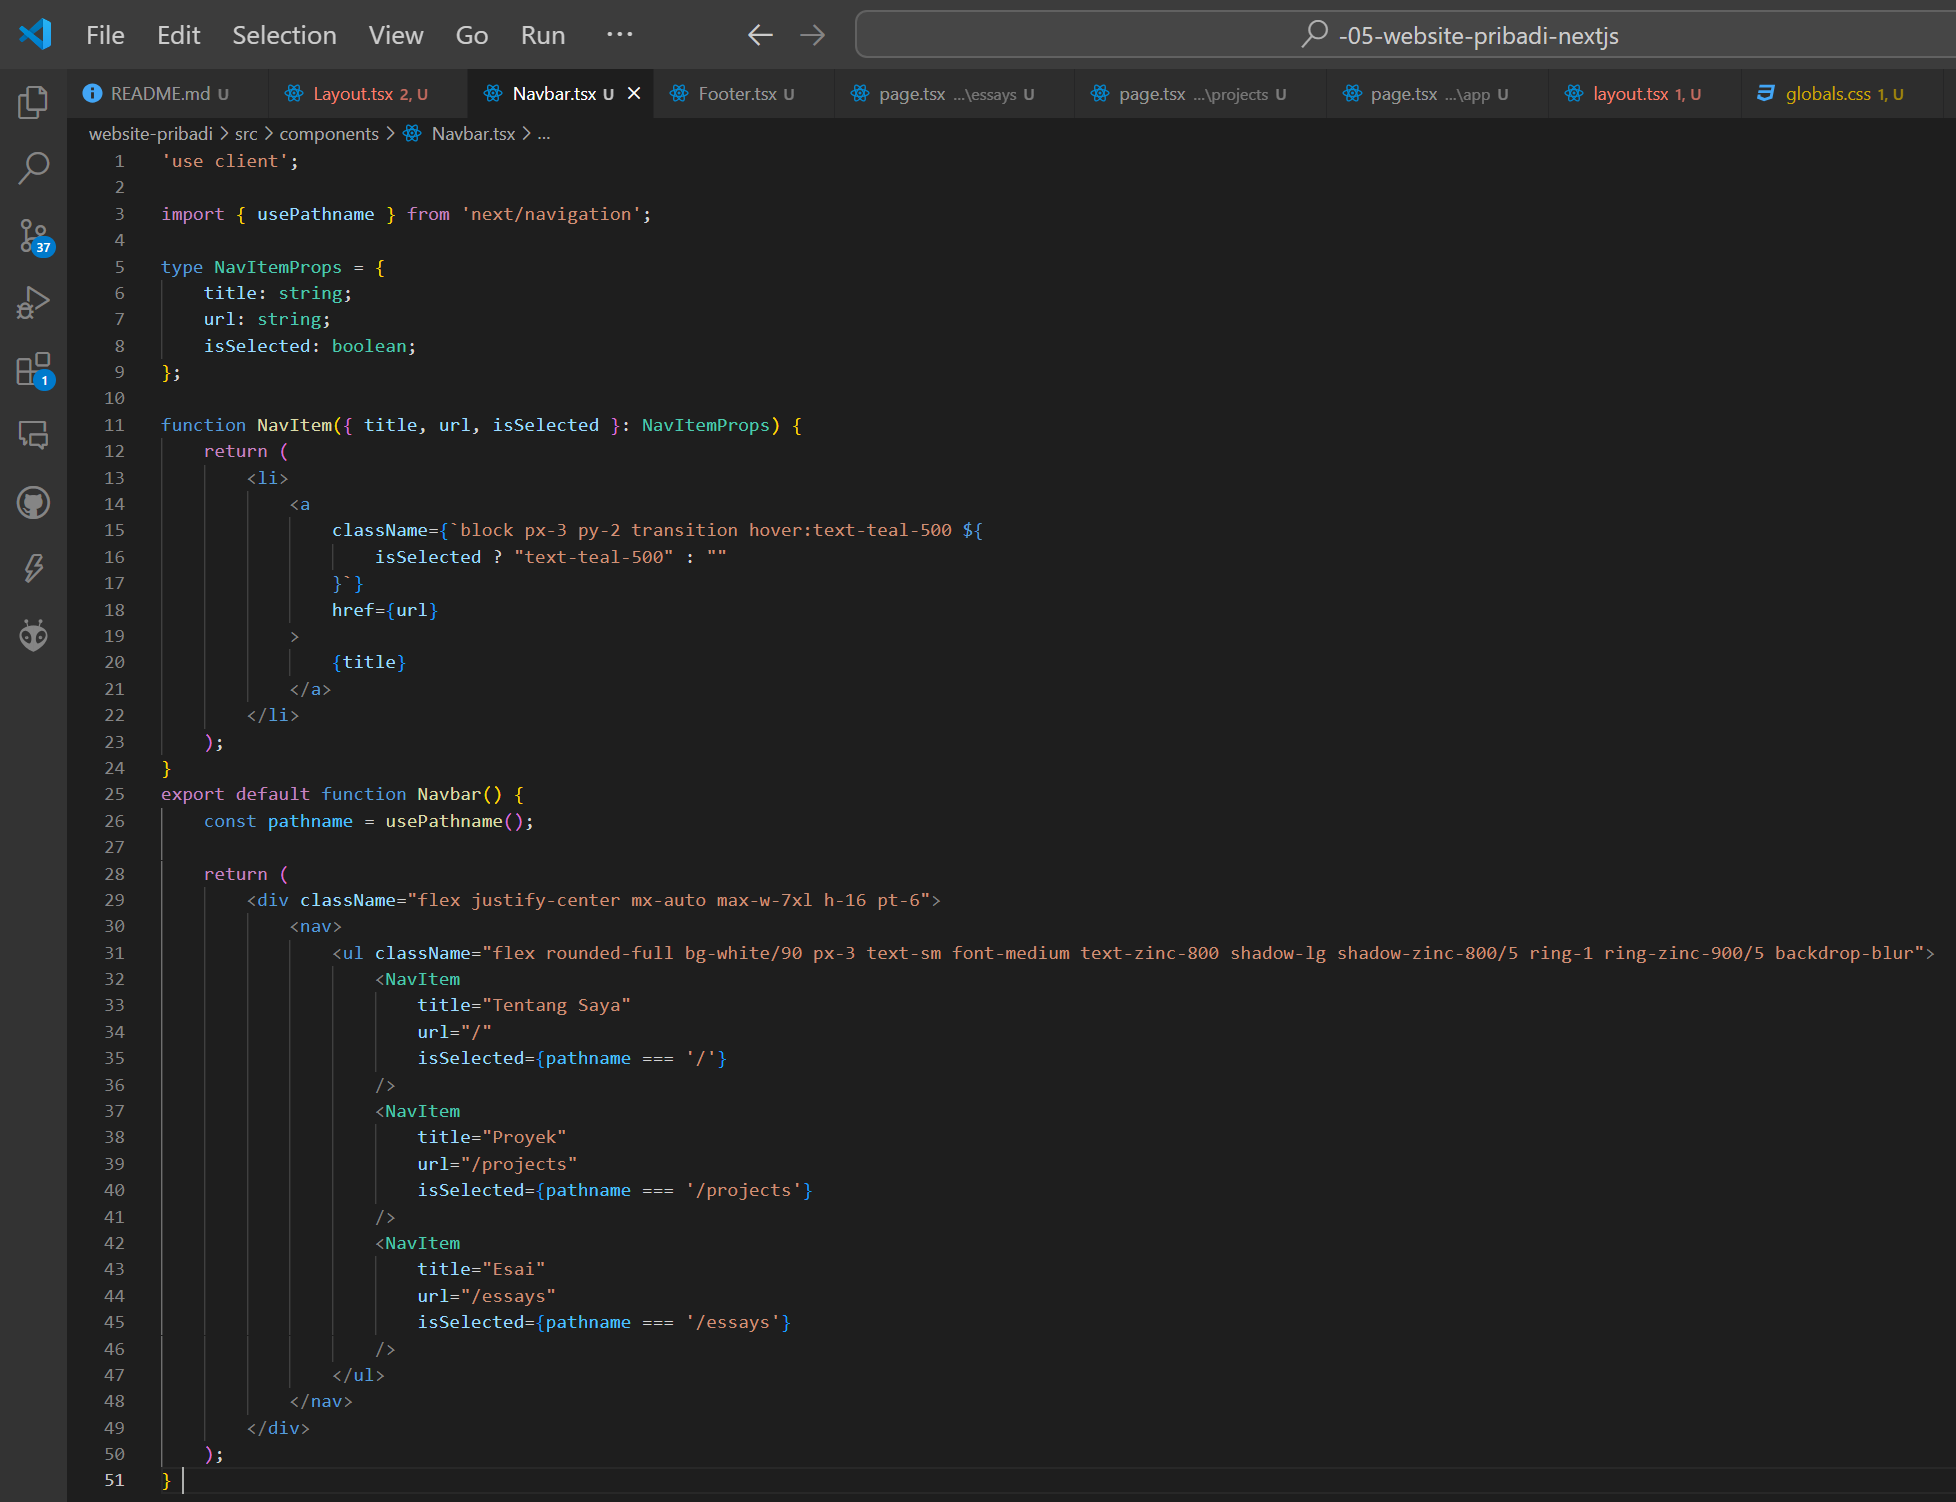 File Edit Selection View Go Run ··· -05-website-pribadi-nextjs
README.md U Layout.tsx 2, U Navbar.tsx U Footer.tsx U page.tsx ...\essays U page.tsx ...\projects U page.tsx ...\app U layout.tsx 1, U globals.css 1, U
website-pribadi > src > components > Navbar.tsx > ...
37
1
1 'use client';
2
3 import { usePathname } from 'next/navigation';
4
5 type NavItemProps = {
6     title: string;
7     url: string;
8     isSelected: boolean;
9 };
10
11 function NavItem({ title, url, isSelected }: NavItemProps) {
12     return (
13         <li>
14             <a
15                 className={`block px-3 py-2 transition hover:text-teal-500 ${
16                     isSelected ? "text-teal-500" : ""
17                 }`}
18                 href={url}
19             >
20                 {title}
21             </a>
22         </li>
23     );
24 }
25 export default function Navbar() {
26     const pathname = usePathname();
27
28     return (
29         <div className="flex justify-center mx-auto max-w-7xl h-16 pt-6">
30             <nav>
31                 <ul className="flex rounded-full bg-white/90 px-3 text-sm font-medium text-zinc-800 shadow-lg shadow-zinc-800/5 ring-1 ring-zinc-900/5 backdrop-blur">
32                     <NavItem
33                         title="Tentang Saya"
34                         url="/"
35                         isSelected={pathname === '/'}
36                     />
37                     <NavItem
38                         title="Proyek"
39                         url="/projects"
40                         isSelected={pathname === '/projects'}
41                     />
42                     <NavItem
43                         title="Esai"
44                         url="/essays"
45                         isSelected={pathname === '/essays'}
46                     />
47                 </ul>
48             </nav>
49         </div>
50     );
51 }